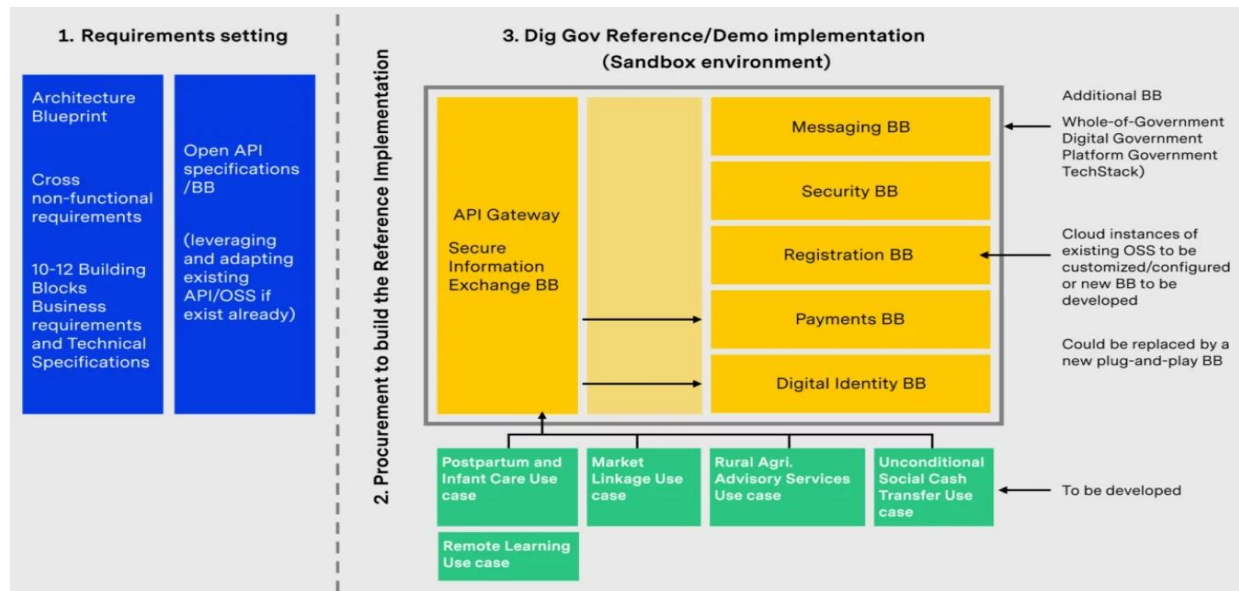 1. Requirements setting
Architecture
Blueprint
Cross
non-functional
requirements
10-12 Building
Blocks
Business
requirements
and Technical
Specifications
Open API
specifications
/BB
(leveraging
and adapting
existing
API/OSS if
exist already)
2. Procurement to build the Reference Implementation
3. Dig Gov Reference/Demo implementation
(Sandbox environment)
API Gateway
Secure
Information
Exchange BB
Messaging BB
Security BB
Registration BB
Payments BB
Digital Identity BB
Additional BB
Whole-of-Government
Digital Government
Platform Government
TechStack)
Cloud instances of
existing OSS to be
customized/configured
or new BB to be
developed
Could be replaced by a
new plug-and-play BB
Postpartum and
Infant Care Use
case
Market
Linkage Use
case
Rural Agri.
Advisory Services
Use case
Unconditional
Social Cash
Transfer Use
case
To be developed
Remote Learning
Use case